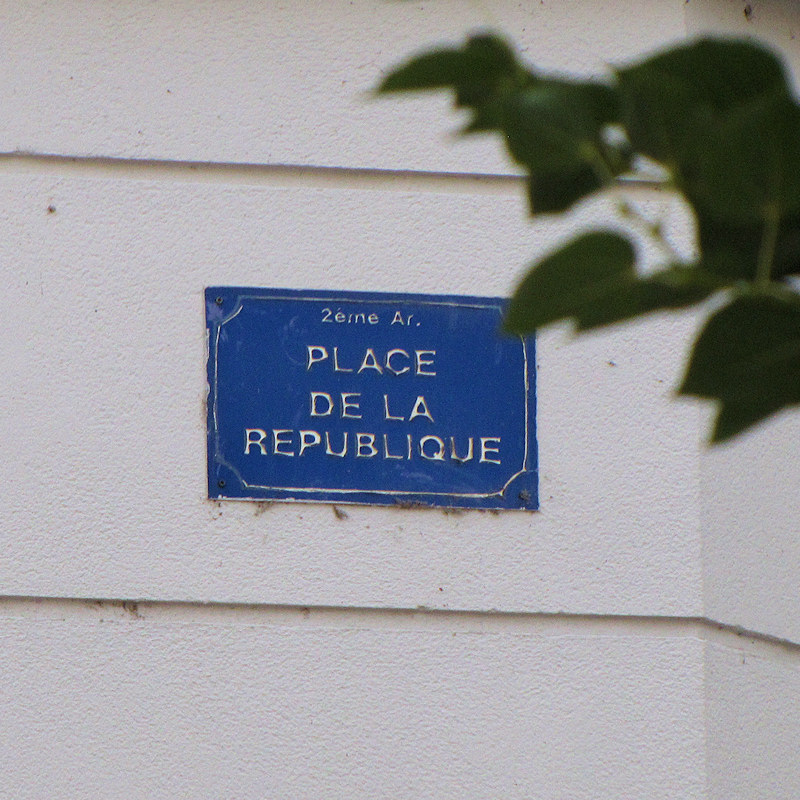 2ème Ar.
PLACE
DE LA
REPUBLIQUE